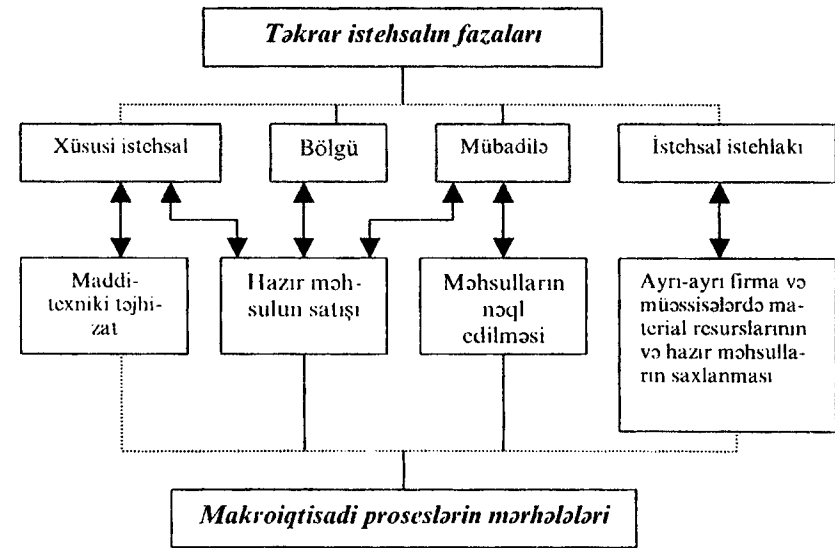 Təkrar istehsalın fazaları
Xüsusi istehsal
Bölgü
Mübadilə
İstehsal istehlakı
Maddi-
texniki təjhi-
zat
Hazır məh-
sulun satışı
Məhsulların
nəql
edilməsi
Ayrı-ayrı firma və
müəssisələrdə ma-
terial resurslarının
və hazır məhsulla-
rın saxlanması
Makroiqtisadi proseslərin mərhələləri